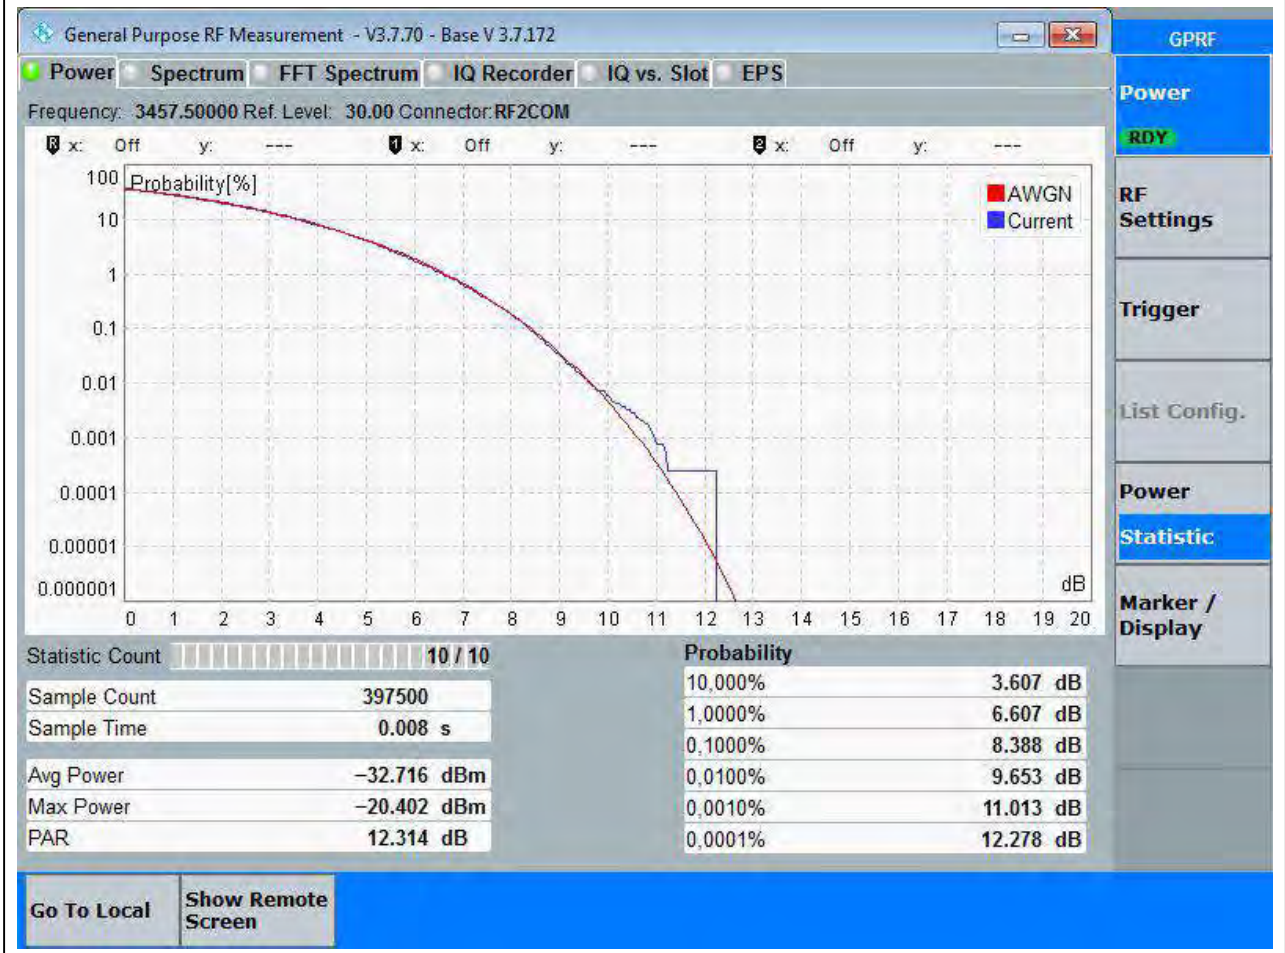 General Purpose RF Measurement - V3.7.70 - Base V 3.7.172
GPRF
Power Spectrum FFT Spectrum IQ Recorder IQ vs. Slot EPS
Frequency: 3457.50000 Ref. Level: 30.00 Connector:RF2COM
R x: Off y: --- 1 x: Off y: --- 2 x: Off y: ---
Probability[%]
AWGN
Current
100
10
1
0.1
0.01
0.001
0.0001
0.00001
0.000001
dB
0 1 2 3 4 5 6 7 8 9 10 11 12 13 14 15 16 17 18 19 20
Statistic Count 10 / 10
Sample Count 397500
Sample Time 0.008 s
Avg Power −32.716 dBm
Max Power −20.402 dBm
PAR 12.314 dB
Probability
10,000% 3.607 dB
1,0000% 6.607 dB
0,1000% 8.388 dB
0,0100% 9.653 dB
0,0010% 11.013 dB
0,0001% 12.278 dB
Power
RDY
RF
Settings
Trigger
List Config.
Power
Statistic
Marker /
Display
Go To Local
Show Remote
Screen